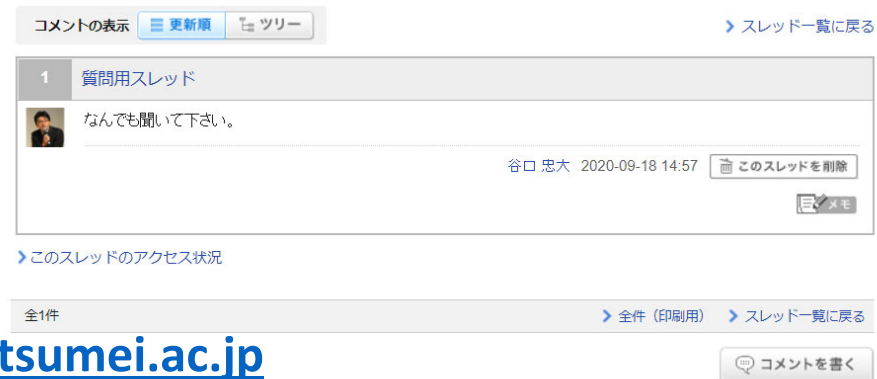 コメントの表示 更新順 ツリー スレッド一覧に戻る
1 質問用スレッド
なんでも聞いて下さい。
谷口 忠大 2020-09-18 14:57 このスレッドを削除
メモ
このスレッドのアクセス状況
全1件 全件（印刷用） スレッド一覧に戻る
tsumei.ac.jp
コメントを書く